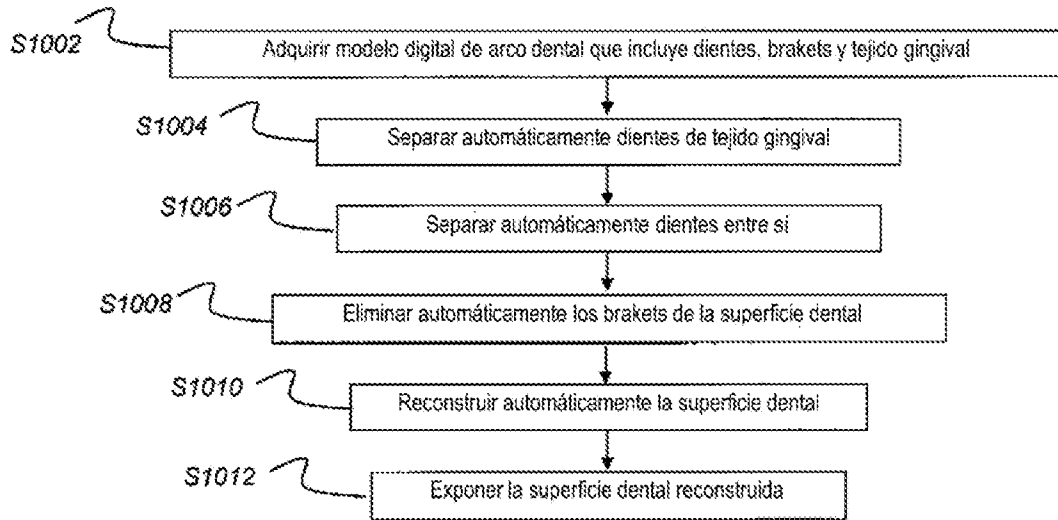 S1002
Adquirir modelo digital de arco dental que incluye dientes, brakets y tejido gingival
S1004
Separar automáticamente dientes de tejido gingival
S1006
Separar automáticamente dientes entre sí
S1008
Eliminar automáticamente los brakets de la superficie dental
S1010
Reconstruir automáticamente la superficie dental
S1012
Exponer la superficie dental reconstruida